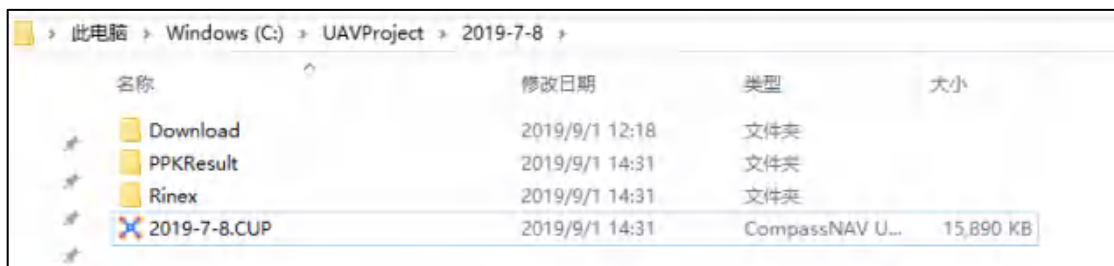 此电脑 › Windows (C:) › UAVProject › 2019-7-8 ›
名称 修改日期 类型 大小
Download 2019/9/1 12:18 文件夹
PPKResult 2019/9/1 14:31 文件夹
Rinex 2019/9/1 14:31 文件夹
2019-7-8.CUP 2019/9/1 14:31 CompassNAV U... 15,890 KB